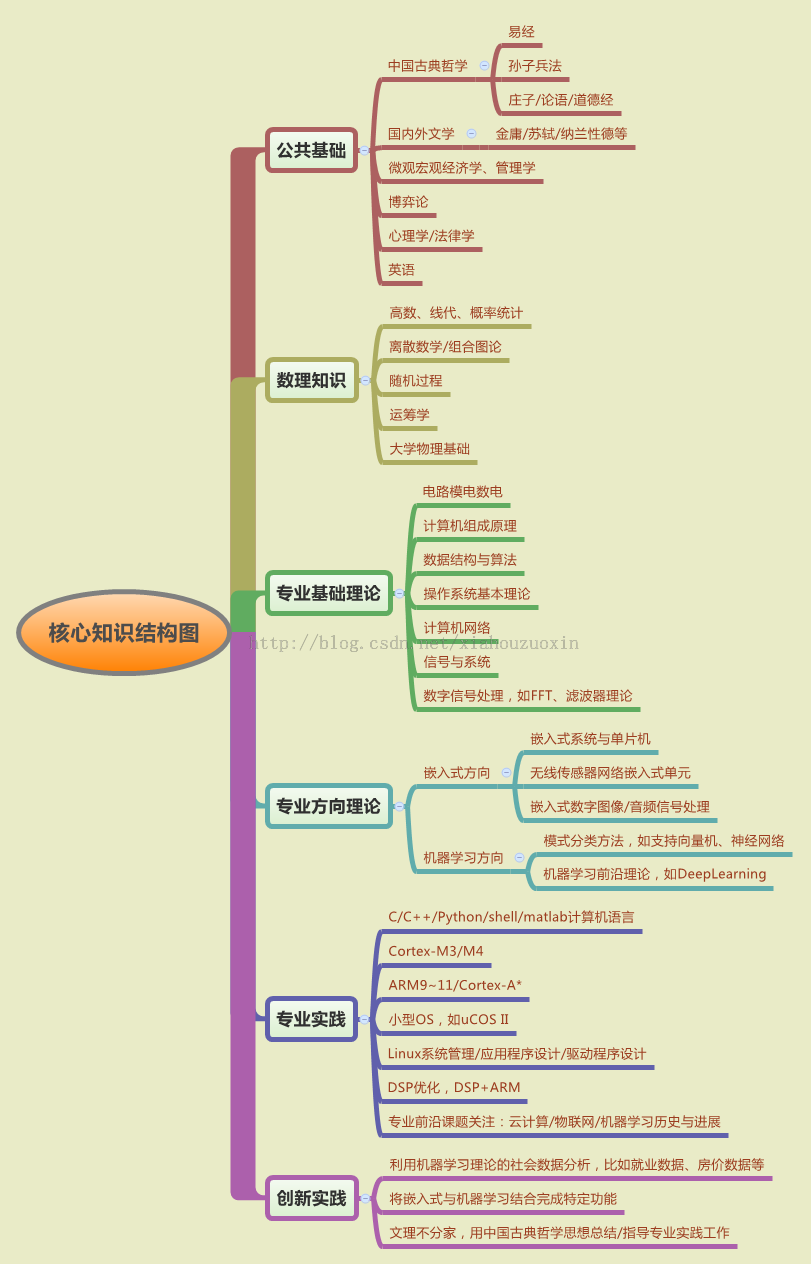 核心知识结构图
公共基础
中国古典哲学
易经
孙子兵法
庄子/论语/道德经
国内外文学
金庸/苏轼/纳兰性德等
微观宏观经济学、管理学
博弈论
心理学/法律学
英语
数理知识
高数、线代、概率统计
离散数学/组合图论
随机过程
运筹学
大学物理基础
专业基础理论
电路模电数电
计算机组成原理
数据结构与算法
操作系统基本理论
计算机网络
信号与系统
数字信号处理，如FFT、滤波器理论
http://blog.csdn.net/xiahouzuoxin
专业方向理论
嵌入式方向
嵌入式系统与单片机
无线传感器网络嵌入式单元
嵌入式数字图像/音频信号处理
机器学习方向
模式分类方法，如支持向量机、神经网络
机器学习前沿理论，如DeepLearning
专业实践
C/C++/Python/shell/matlab计算机语言
Cortex-M3/M4
ARM9~11/Cortex-A*
小型OS，如uCOS II
Linux系统管理/应用程序设计/驱动程序设计
DSP优化，DSP+ARM
专业前沿课题关注：云计算/物联网/机器学习历史与进展
创新实践
利用机器学习理论的社会数据分析，比如就业数据、房价数据等
将嵌入式与机器学习结合完成特定功能
文理不分家，用中国古典哲学思想总结/指导专业实践工作